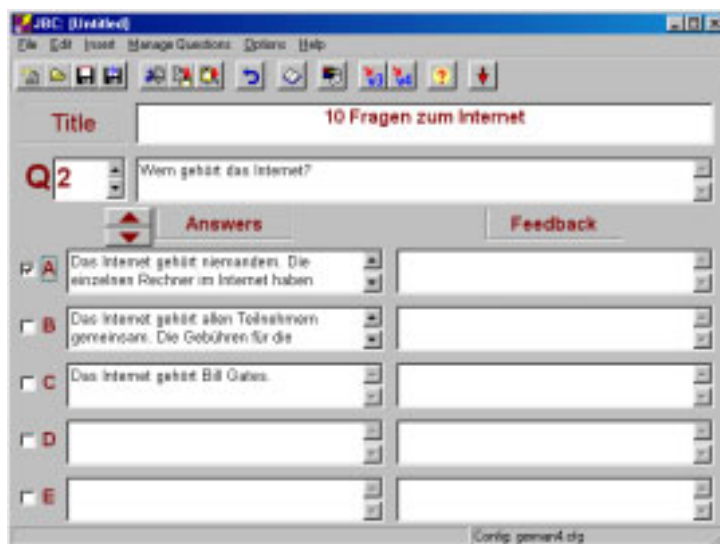 JBC: [Untitled]
File Edit Insert Manage Questions Options Help
Title
10 Fragen zum Internet
Q 2
Wem gehört das Internet?
Answers
Feedback
A
Das Internet gehört niemandem. Die
einzelnen Rechner im Internet haben
B
Das Internet gehört allen Teilnehmern
gemeinsam. Die Gebühren für die
C
Das Internet gehört Bill Gates.
D
E
Config: german4.cfg